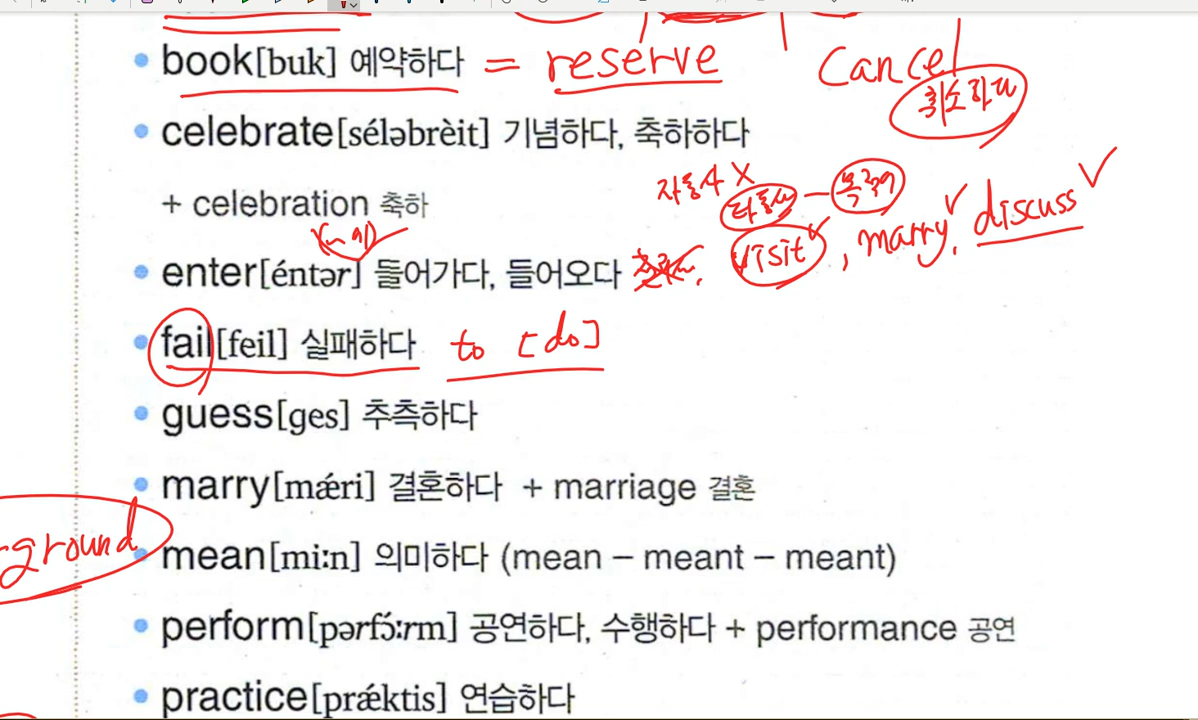 book[buk] 예약하다 = reserve cancel
취소하다
celebrate[séləbrèit] 기념하다, 축하하다
+ celebration 축하
자동사 X
타동사 – 목적어
enter[éntər] 들어가다, 들어오다 visit, marry, discuss
fail[feil] 실패하다 to [do]
guess[ges] 추측하다
marry[mǽri] 결혼하다 + marriage 결혼
-ground
mean[miːn] 의미하다 (mean – meant – meant)
perform[pərfɔ́ːrm] 공연하다, 수행하다 + performance 공연
practice[prǽktis] 연습하다